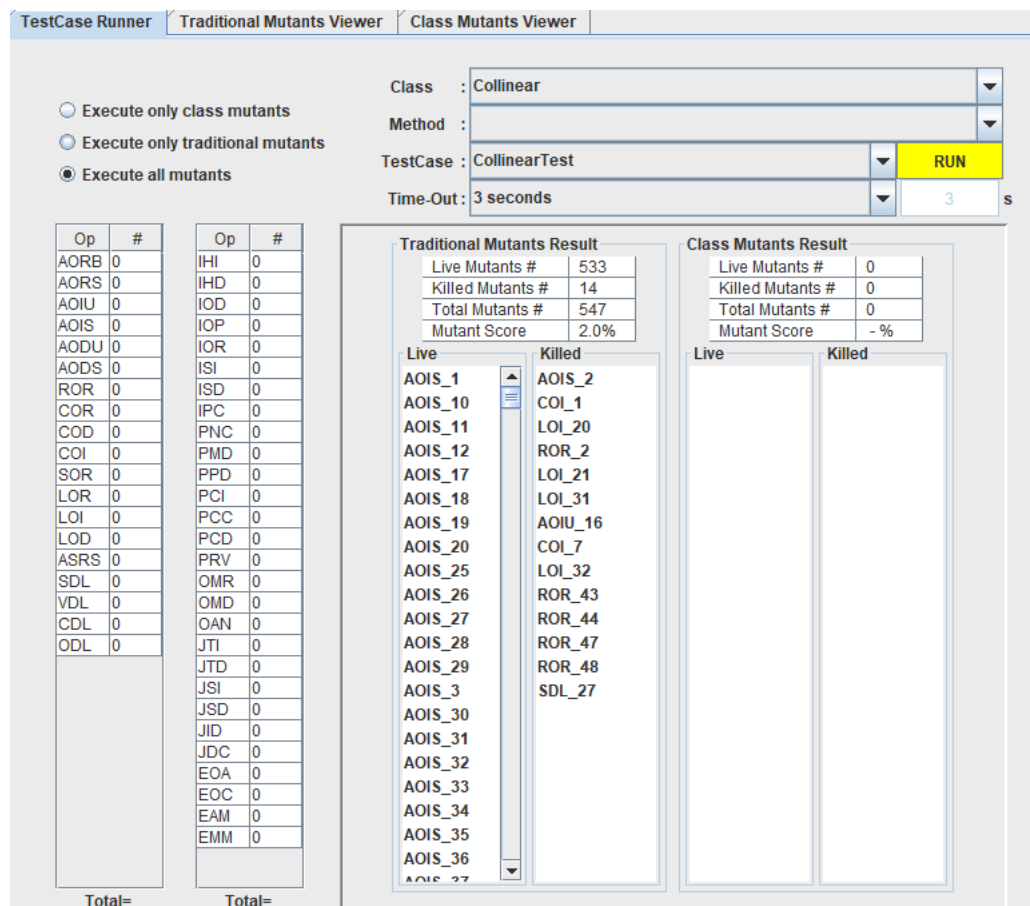 TestCase Runner Traditional Mutants Viewer Class Mutants Viewer
Class : Collinear
Execute only class mutants
Method :
Execute only traditional mutants
TestCase : CollinearTest RUN
Execute all mutants
Time-Out : 3 seconds 3 s
Op # Op #
AORB 0 IHI 0
AORS 0 IHD 0
AOIU 0 IOD 0
AOIS 0 IOP 0
AODU 0 IOR 0
AODS 0 ISI 0
ROR 0 ISD 0
COR 0 IPC 0
COD 0 PNC 0
COI 0 PMD 0
SOR 0 PPD 0
LOR 0 PCI 0
LOI 0 PCC 0
LOD 0 PCD 0
ASRS 0 PRV 0
SDL 0 OMR 0
VDL 0 OMD 0
CDL 0 OAN 0
ODL 0 JTI 0
JTD 0
JSI 0
JSD 0
JID 0
JDC 0
EOA 0
EOC 0
EAM 0
EMM 0
Total= Total=
Traditional Mutants Result
Live Mutants # 533
Killed Mutants # 14
Total Mutants # 547
Mutant Score 2.0%
Live Killed
AOIS_1 AOIS_2
AOIS_10 COI_1
AOIS_11 LOI_20
AOIS_12 ROR_2
AOIS_17 LOI_21
AOIS_18 LOI_31
AOIS_19 AOIU_16
AOIS_20 COI_7
AOIS_25 LOI_32
AOIS_26 ROR_43
AOIS_27 ROR_44
AOIS_28 ROR_47
AOIS_29 ROR_48
AOIS_3 SDL_27
AOIS_30
AOIS_31
AOIS_32
AOIS_33
AOIS_34
AOIS_35
AOIS_36
AOIS_37
Class Mutants Result
Live Mutants # 0
Killed Mutants # 0
Total Mutants # 0
Mutant Score - %
Live Killed